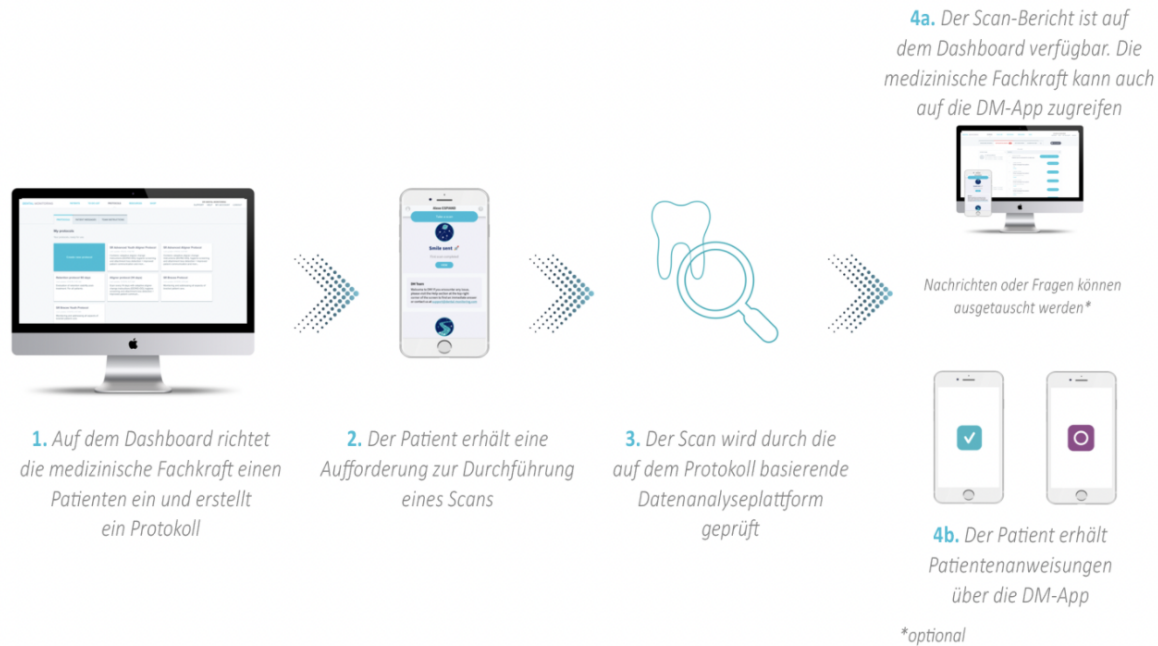 1. Auf dem Dashboard richtet
die medizinische Fachkraft einen
Patienten ein und erstellt
ein Protokoll
Smile sent
2. Der Patient erhält eine
Aufforderung zur Durchführung
eines Scans
3. Der Scan wird durch die
auf dem Protokoll basierende
Datenanalyseplattform
geprüft
4a. Der Scan-Bericht ist auf
dem Dashboard verfügbar. Die
medizinische Fachkraft kann auch
auf die DM-App zugreifen
Nachrichten oder Fragen können
ausgetauscht werden*
4b. Der Patient erhält
Patientenanweisungen
über die DM-App
*optional